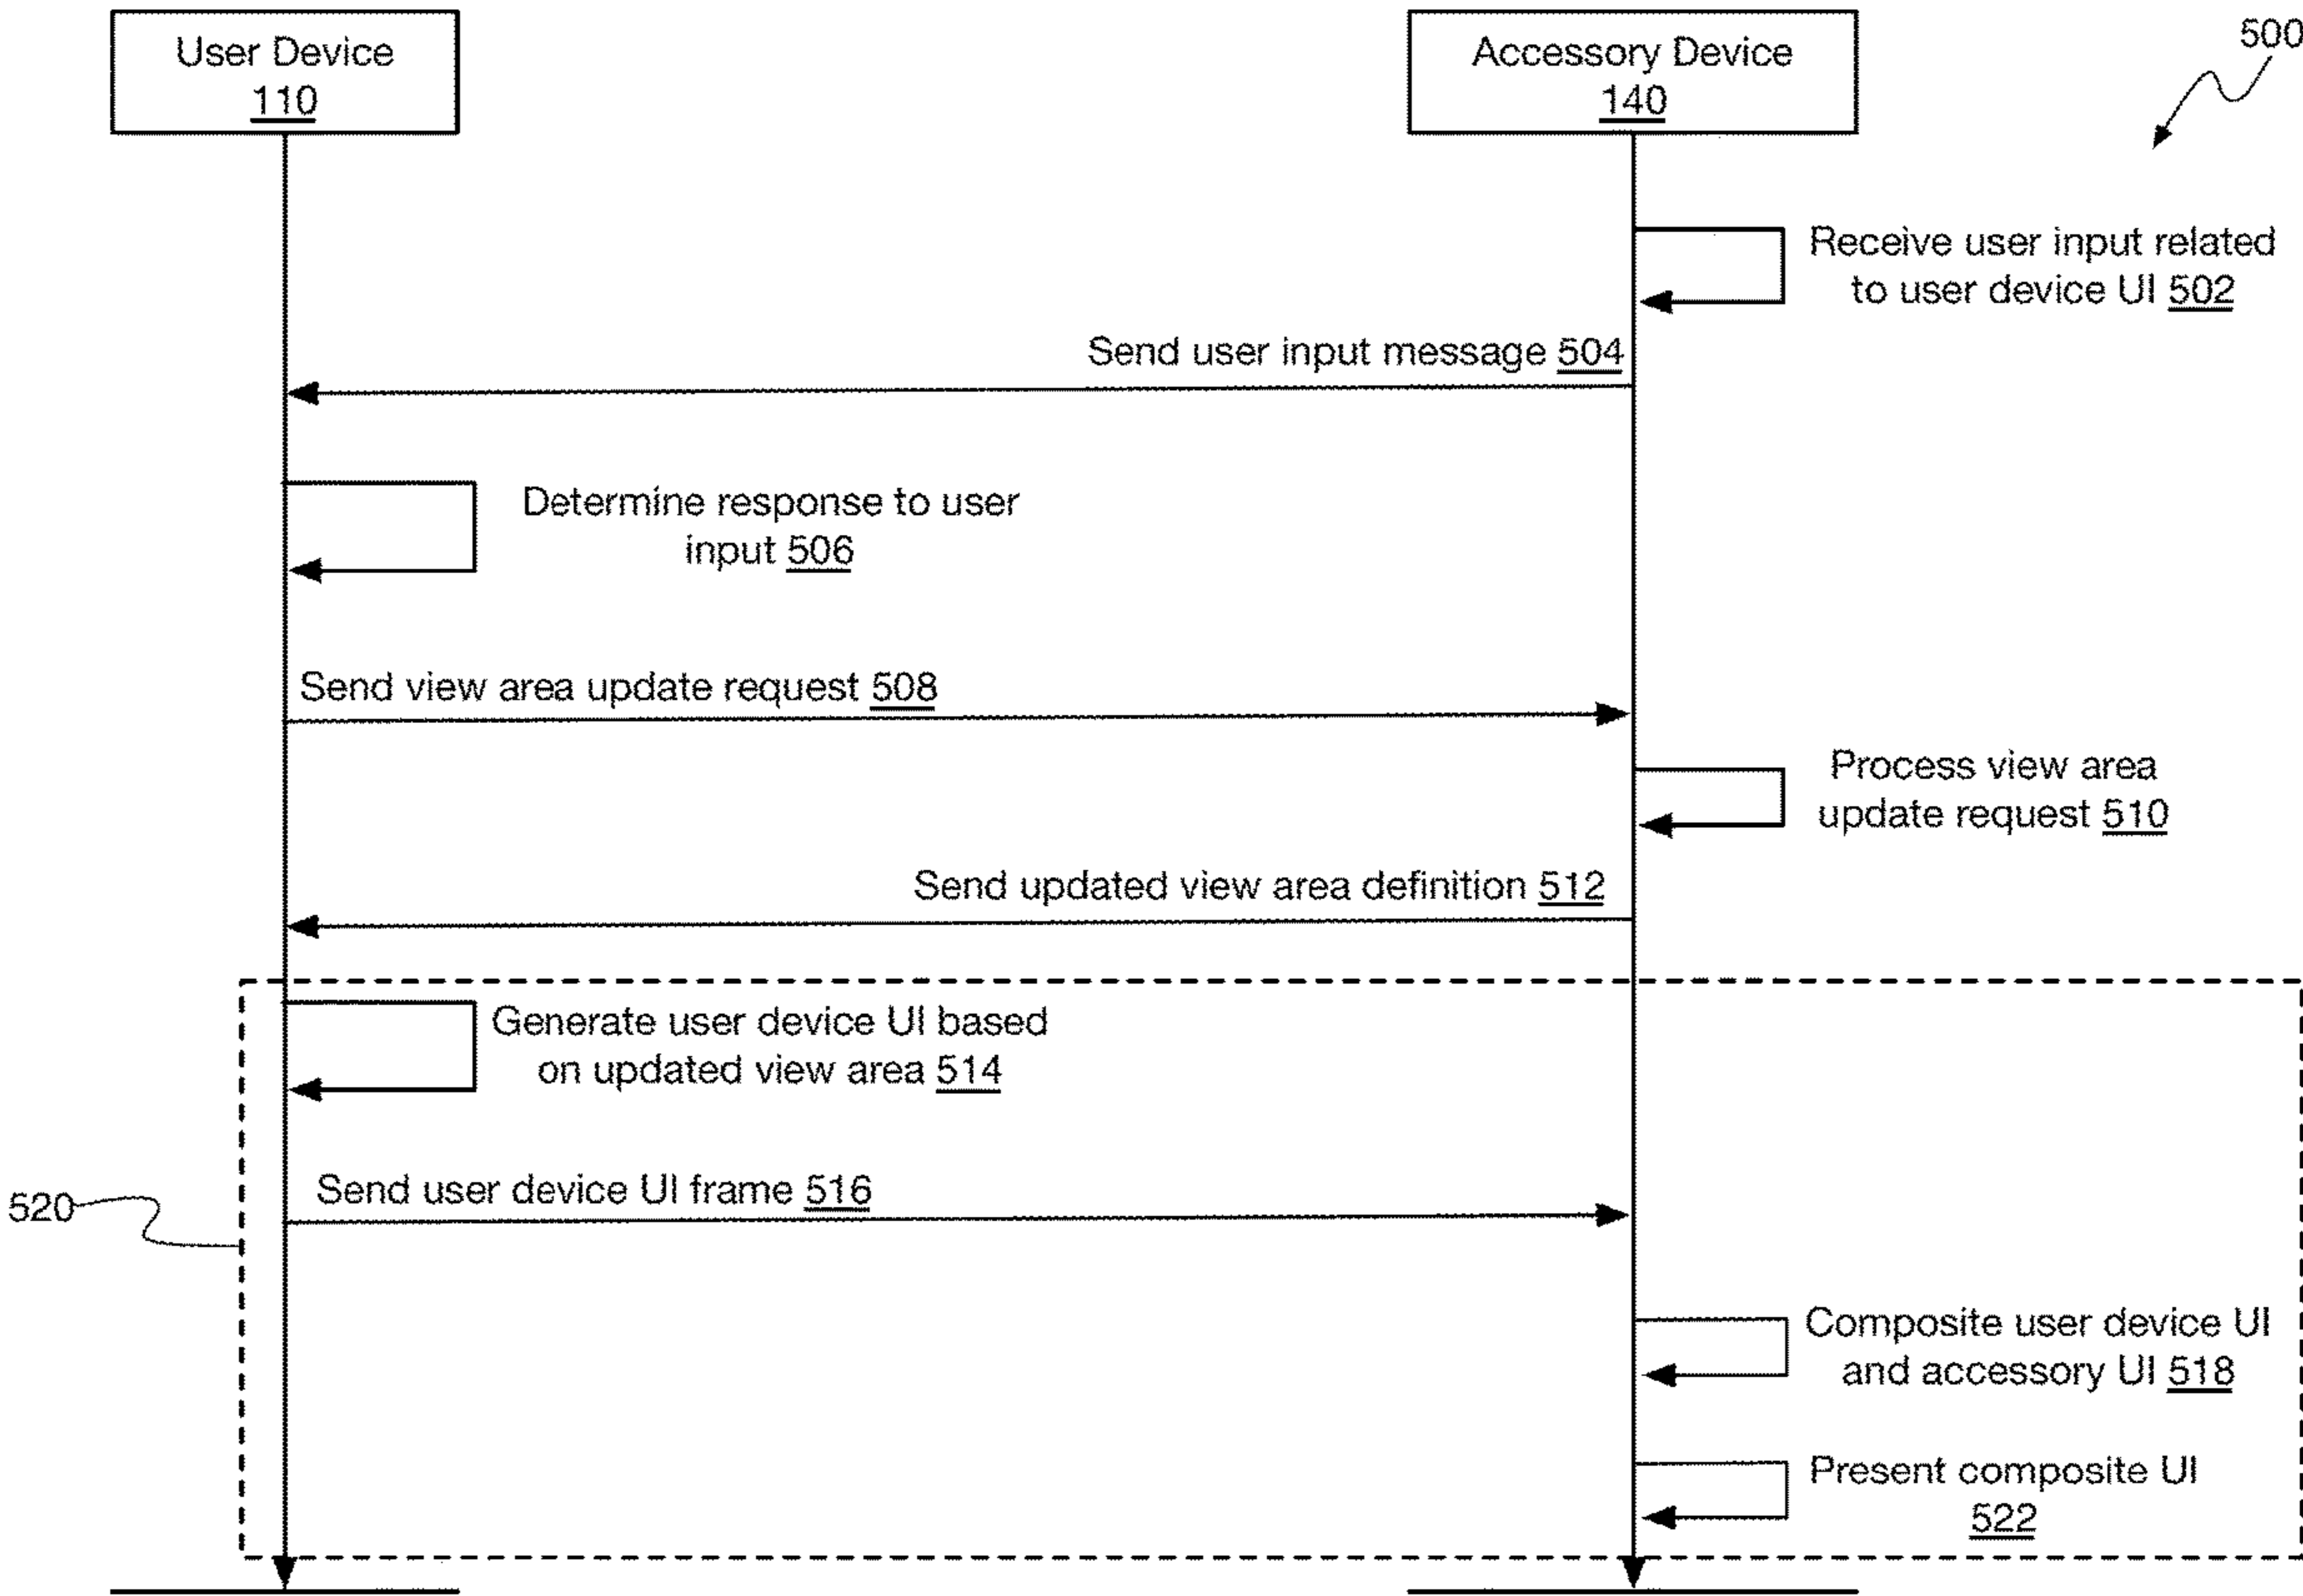 User Device
110
Accessory Device
140
500
Receive user input related
to user device UI 502
Send user input message 504
Determine response to user
input 506
Send view area update request 508
Process view area
update request 510
Send updated view area definition 512
Generate user device UI based
on updated view area 514
Send user device UI frame 516
520
Composite user device UI
and accessory UI 518
Present composite UI
522